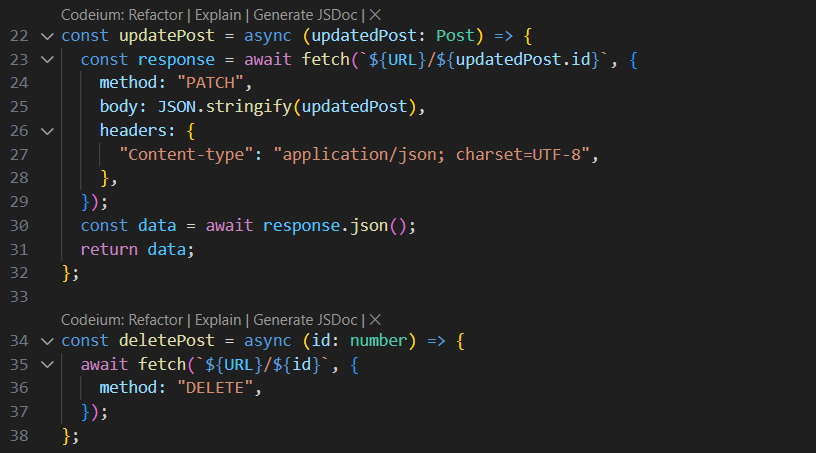 Codeium: Refactor | Explain | Generate JSDoc | ✕
22 const updatePost = async (updatedPost: Post) => {
23   const response = await fetch(`${URL}/${updatedPost.id}`, {
24     method: "PATCH",
25     body: JSON.stringify(updatedPost),
26     headers: {
27       "Content-type": "application/json; charset=UTF-8",
28     },
29   });
30   const data = await response.json();
31   return data;
32 };
33
Codeium: Refactor | Explain | Generate JSDoc | ✕
34 const deletePost = async (id: number) => {
35   await fetch(`${URL}/${id}`, {
36     method: "DELETE",
37   });
38 };